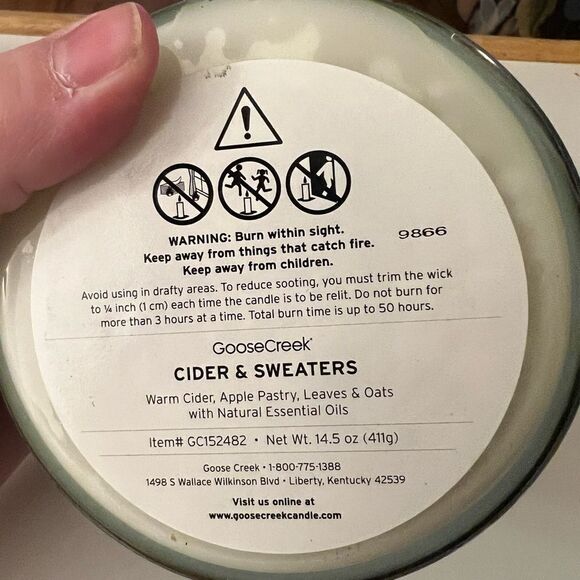 WARNING: Burn within sight.
Keep away from things that catch fire.
Keep away from children.
9866
Avoid using in drafty areas. To reduce sooting, you must trim the wick
to ¼ inch (1 cm) each time the candle is to be relit. Do not burn for
more than 3 hours at a time. Total burn time is up to 50 hours.
GooseCreek®
CIDER & SWEATERS
Warm Cider, Apple Pastry, Leaves & Oats
with Natural Essential Oils
Item# GC152482 • Net Wt. 14.5 oz (411g)
Goose Creek • 1-800-775-1388
1498 S Wallace Wilkinson Blvd • Liberty, Kentucky 42539
Visit us online at
www.goosecreekcandle.com